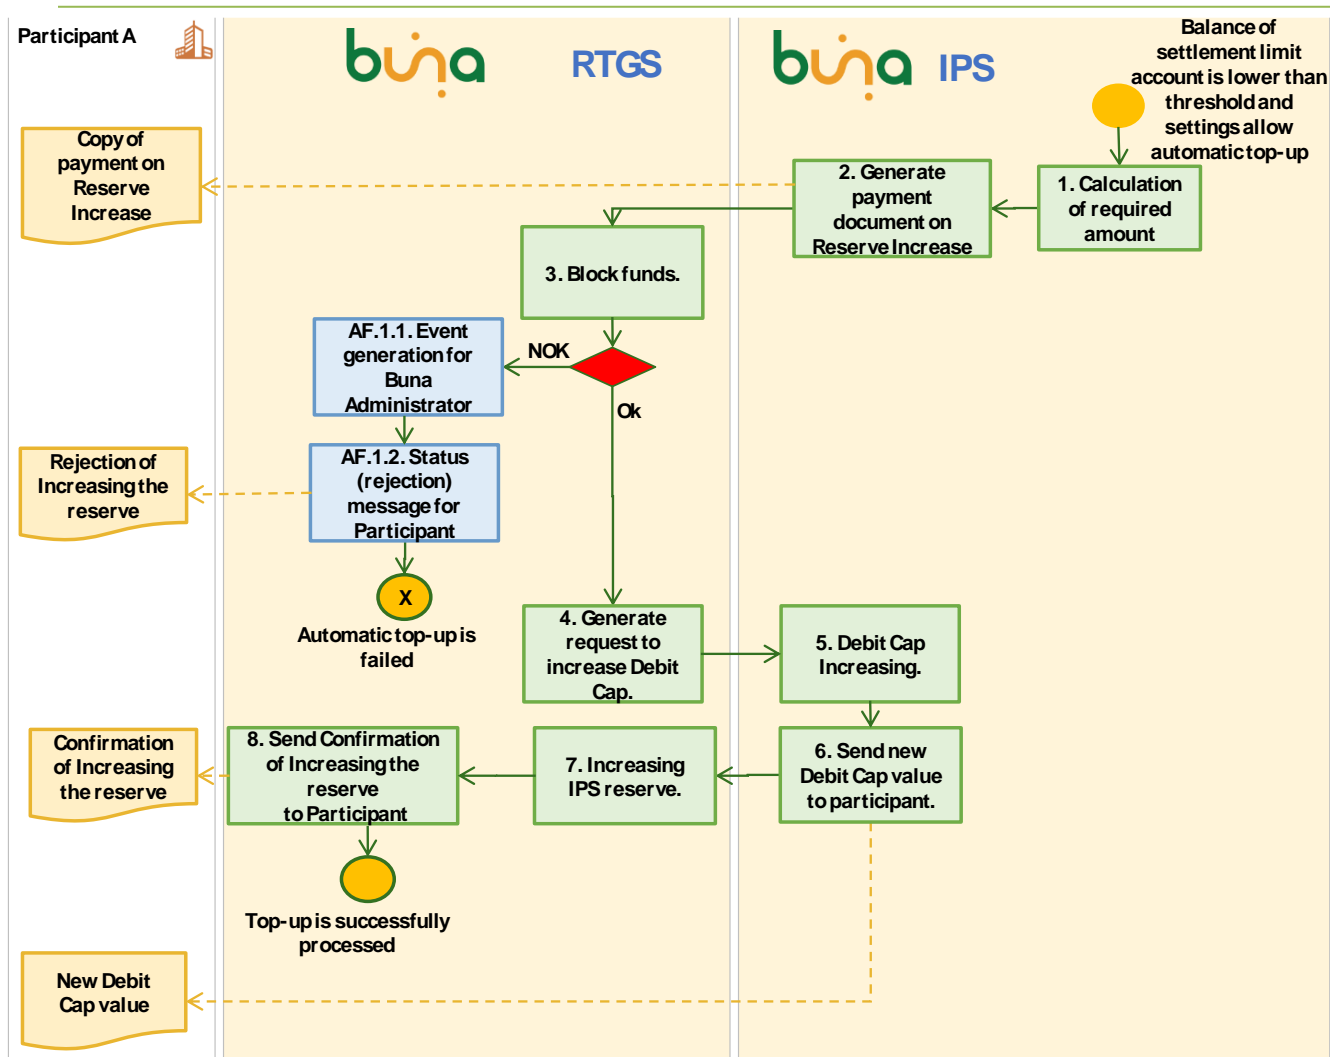 Participant A
buna
RTGS
buna
IPS
Balance of
settlement limit
account is lower than
threshold and
settings allow
automatic top-up
Copy of
payment on
Reserve
Increase
2. Generate
payment
document on
Reserve Increase
1. Calculation
of required
amount
3. Block funds.
AF.1.1. Event
generation for
Buna
Administrator
NOK
Ok
Rejection of
Increasing the
reserve
AF.1.2. Status
(rejection)
message for
Participant
X
Automatic top-up is
failed
4. Generate
request to
increase Debit
Cap.
5. Debit Cap
Increasing.
Confirmation
of Increasing
the reserve
8. Send Confirmation
of Increasing the
reserve
to Participant
7. Increasing
IPS reserve.
6. Send new
Debit Cap value
to participant.
Top-up is successfully
processed
New Debit
Cap value